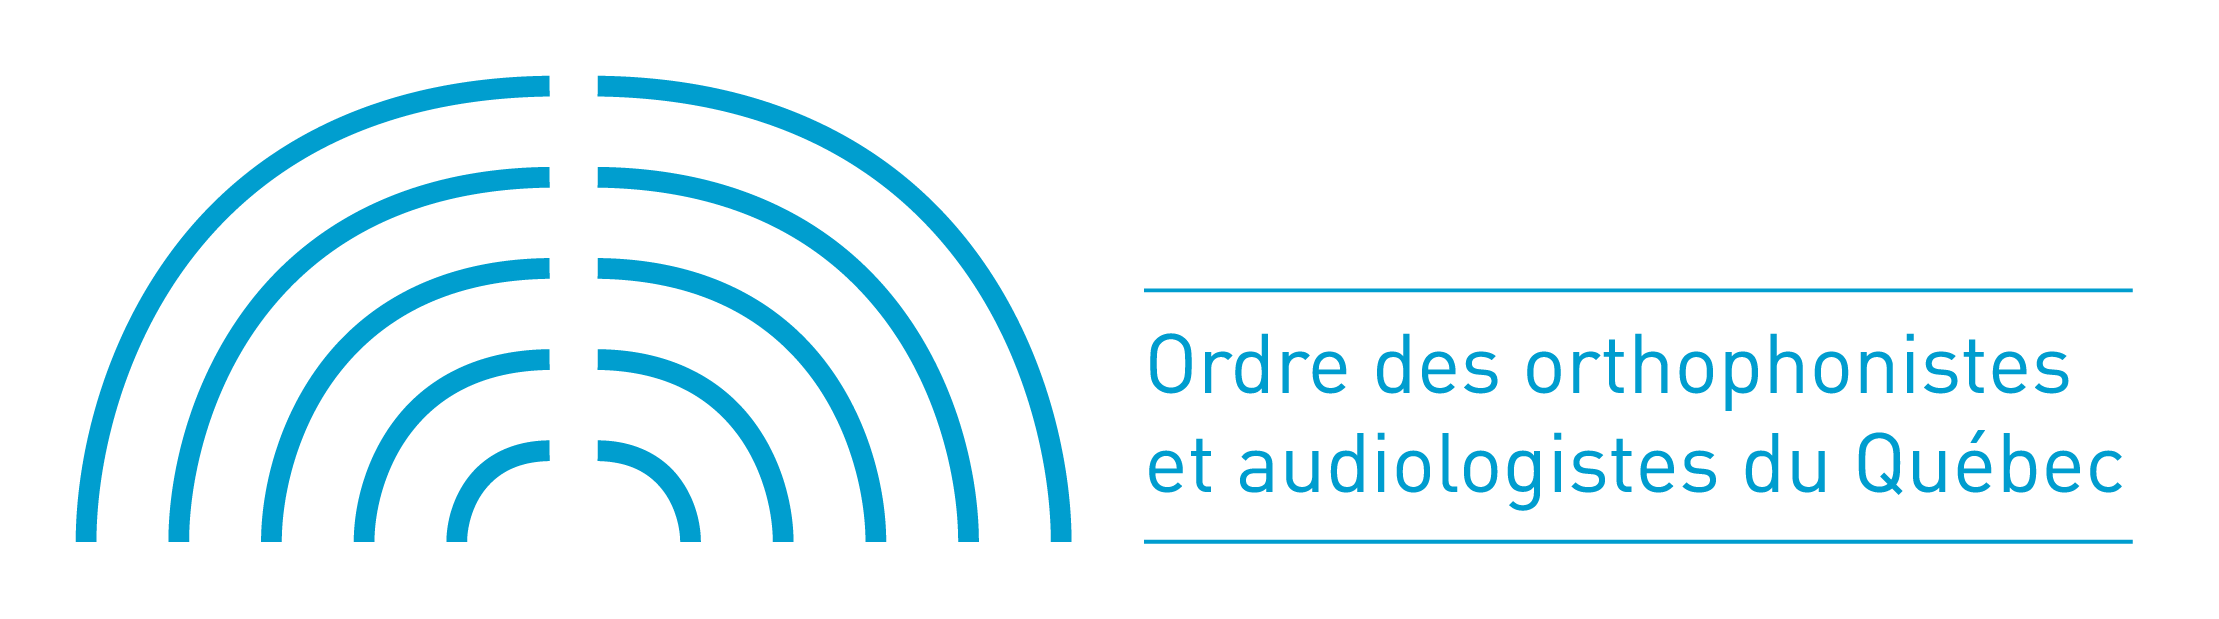 Ordre des orthophonistes
et audiologistes du Québec